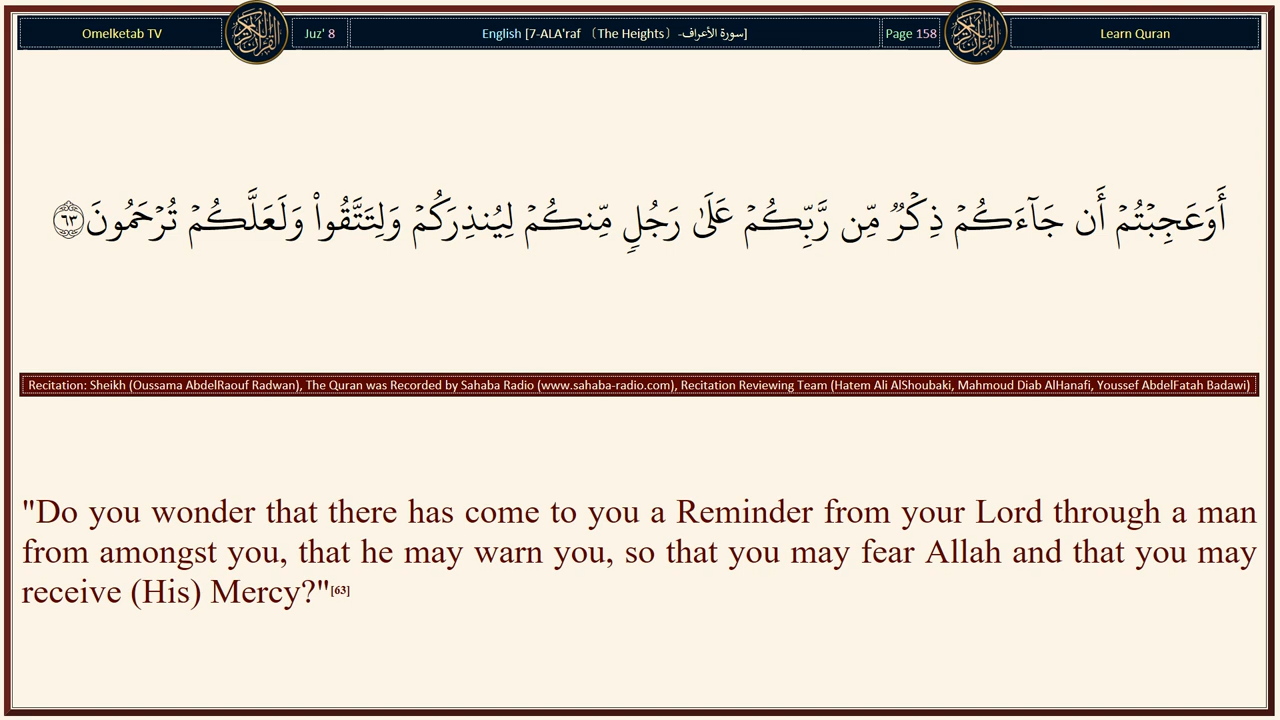 Omelketab TV
Juz' 8
English [7-ALA'raf （The Heights） -سورة الأعراف]
Page 158
Learn Quran
أَوَعَجِبۡتُمۡ أَن جَآءَكُمۡ ذِكۡرٞ مِّن رَّبِّكُمۡ عَلَىٰ رَجُلٖ مِّنكُمۡ لِيُنذِرَكُمۡ وَلِتَتَّقُواْ وَلَعَلَّكُمۡ تُرۡحَمُونَ ٦٣
Recitation: Sheikh (Oussama AbdelRaouf Radwan), The Quran was Recorded by Sahaba Radio (www.sahaba-radio.com), Recitation Reviewing Team (Hatem Ali AlShoubaki, Mahmoud Diab AlHanafi, Youssef AbdelFatah Badawi)
"Do you wonder that there has come to you a Reminder from your Lord through a man
from amongst you, that he may warn you, so that you may fear Allah and that you may
receive (His) Mercy?"[63]